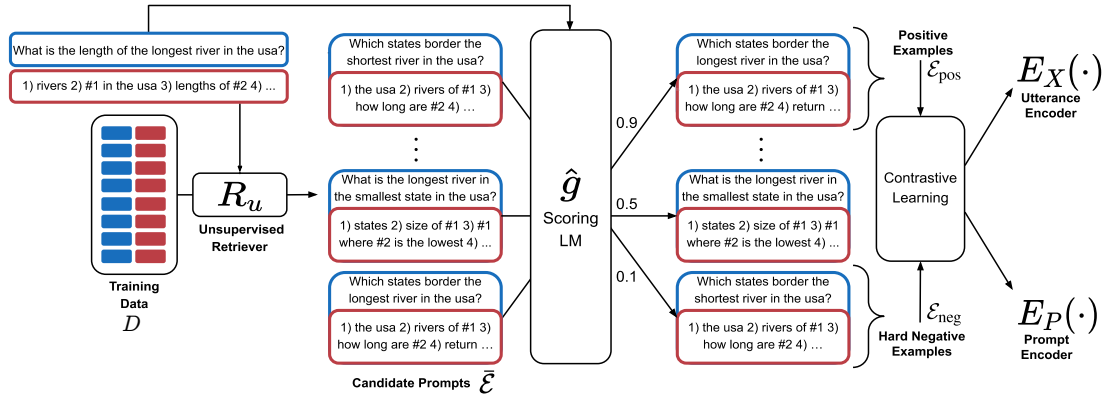 What is the length of the longest river in the usa?
1) rivers 2) #1 in the usa 3) lengths of #2 4) ...
Training
Data
D
R_u
Unsupervised
Retriever
Which states border the
shortest river in the usa?
1) the usa 2) rivers of #1 3)
how long are #2 4) …
⋮
What is the longest river in
the smallest state in the usa?
1) states 2) size of #1 3) #1
where #2 is the lowest 4) ...
Which states border the
longest river in the usa?
1) the usa 2) rivers of #1 3)
how long are #2 4) return …
Candidate Prompts ℰ̄
ĝ
Scoring
LM
0.9
0.5
0.1
Which states border the
longest river in the usa?
1) the usa 2) rivers of #1 3)
how long are #2 4) return …
⋮
What is the longest river in
the smallest state in the usa?
1) states 2) size of #1 3) #1
where #2 is the lowest 4) ...
Which states border the
shortest river in the usa?
1) the usa 2) rivers of #1 3)
how long are #2 4) …
Positive
Examples
ℰ_pos
Contrastive
Learning
ℰ_neg
Hard Negative
Examples
E_X(·)
Utterance
Encoder
E_P(·)
Prompt
Encoder